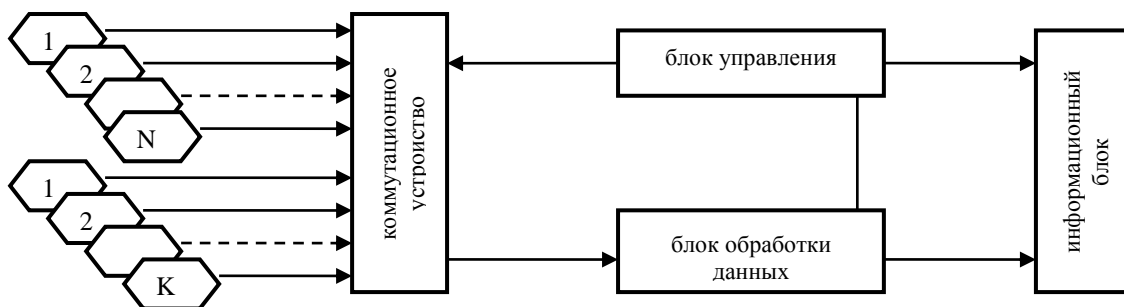 1
2
N
1
2
K
коммутационное
устройство
блок управления
блок обработки
данных
информационный
блок